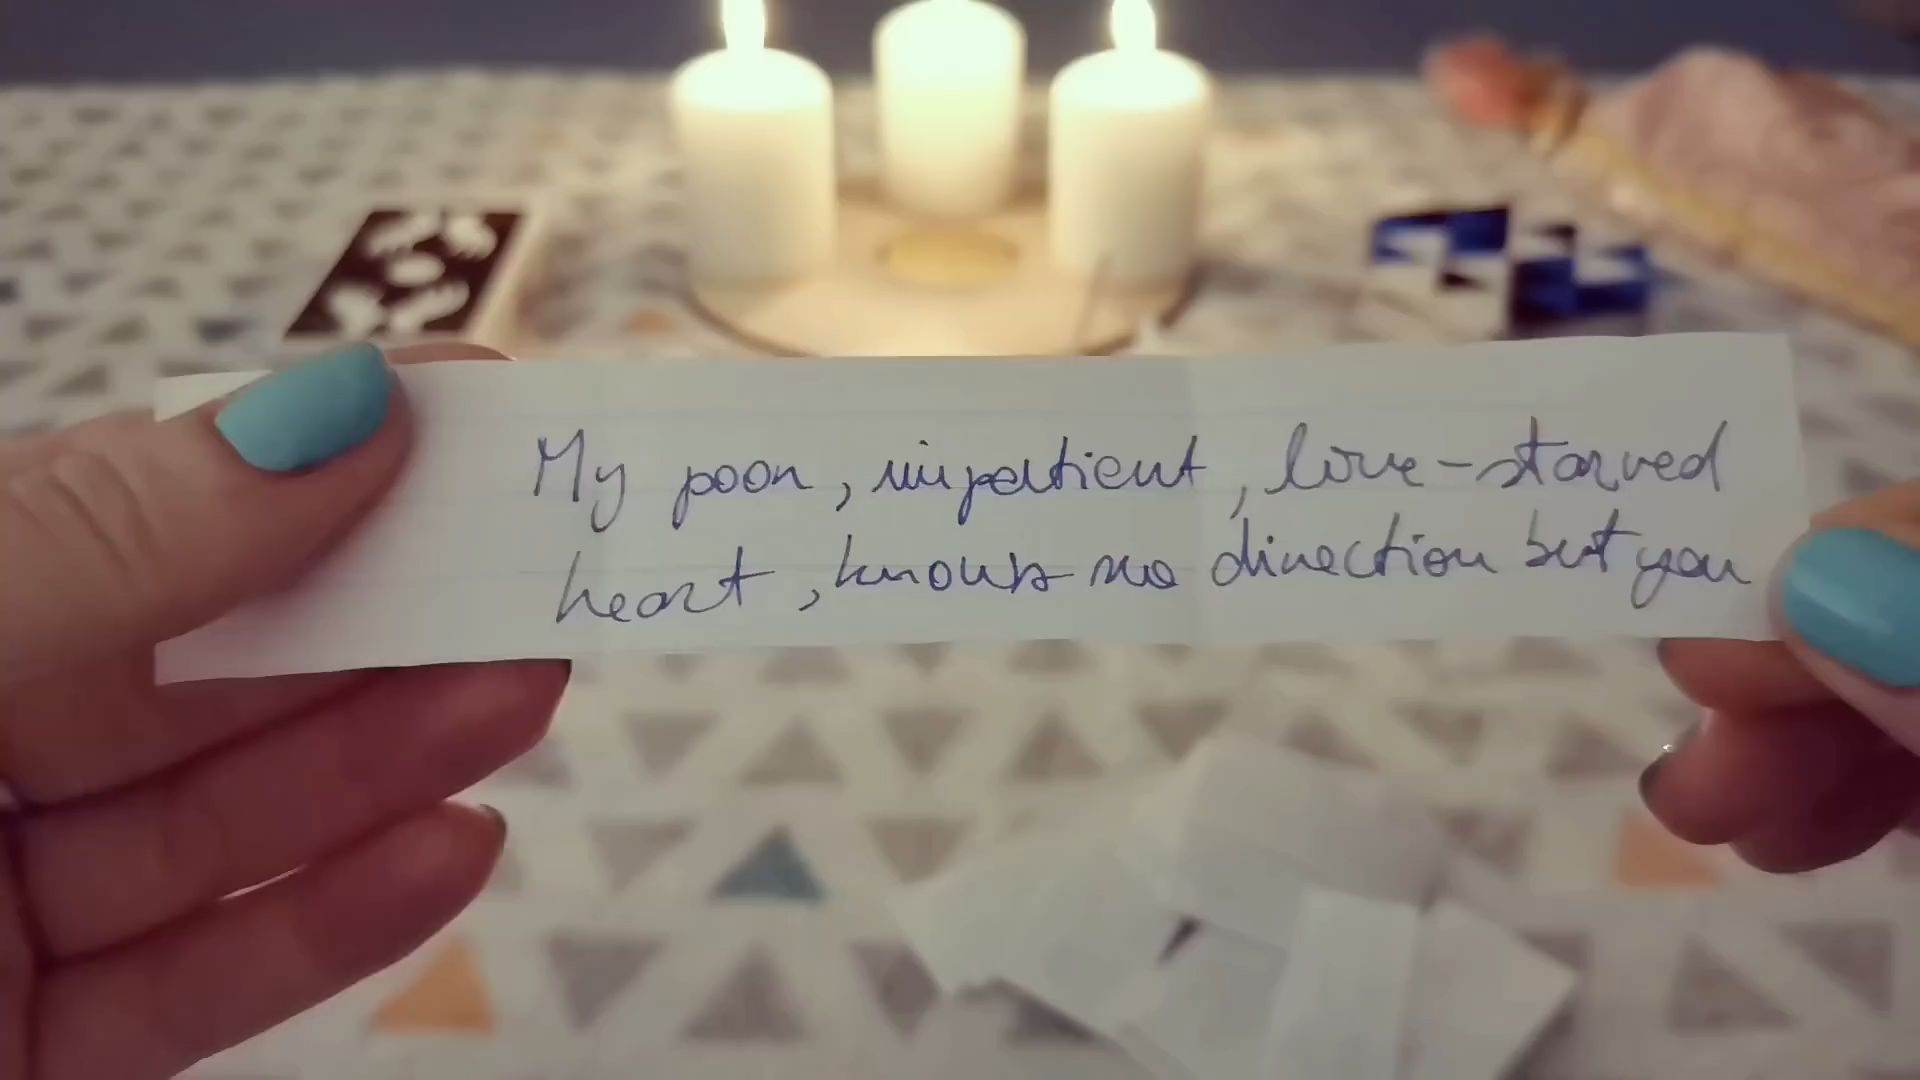 My poor, impatient, love-starved
heart, knows no direction but you